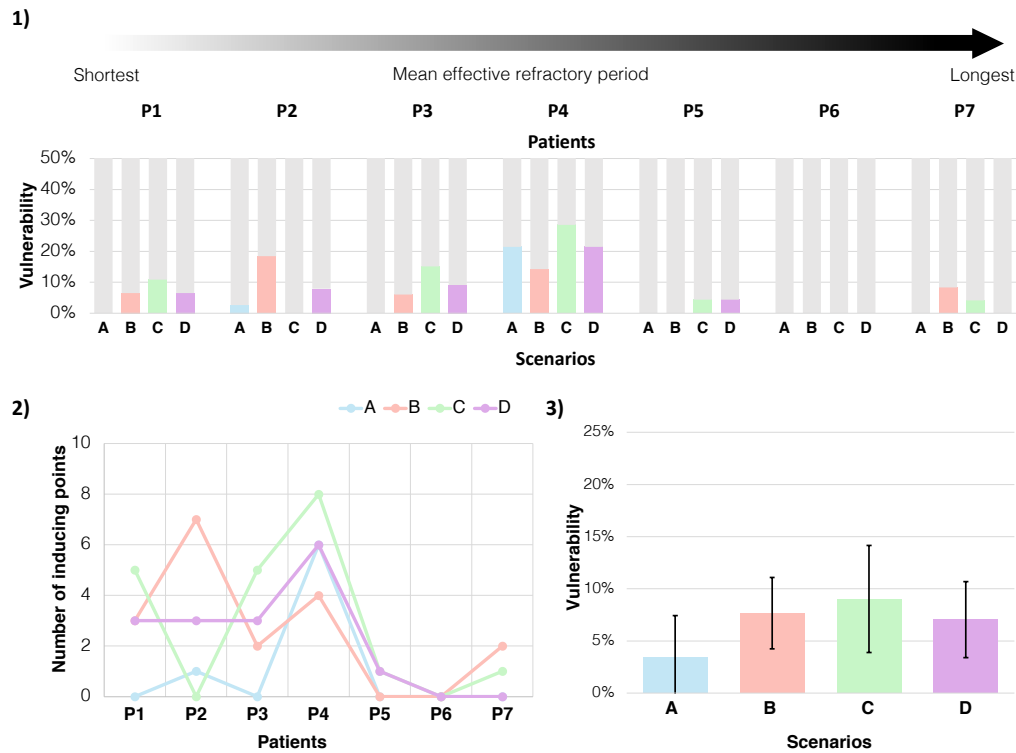 1)
Shortest Mean effective refractory period Longest
P1 P2 P3 P4 P5 P6 P7
Patients
Vulnerability
50%
40%
30%
20%
10%
0%
A B C D A B C D A B C D A B C D A B C D A B C D A B C D
Scenarios
2)
A B C D
Number of inducing points
10
8
6
4
2
0
P1 P2 P3 P4 P5 P6 P7
Patients
3)
Vulnerability
25%
20%
15%
10%
5%
0%
A B C D
Scenarios